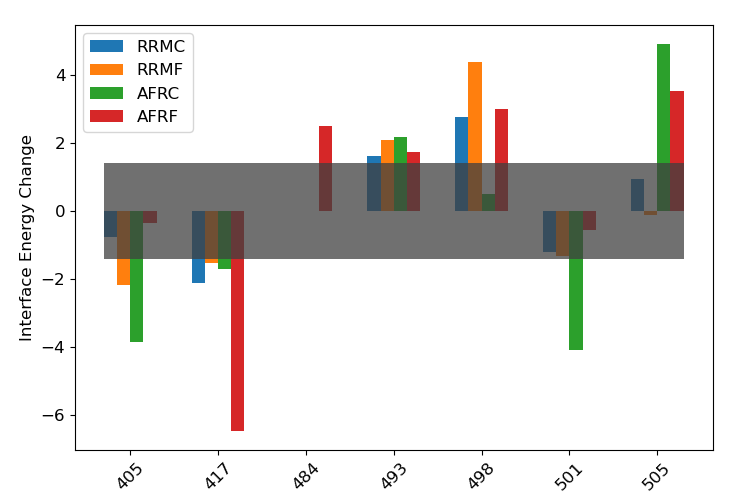 RRMC
RRMF
AFRC
AFRF
Interface Energy Change
4
2
0
−2
−4
−6
405
417
484
493
498
501
505